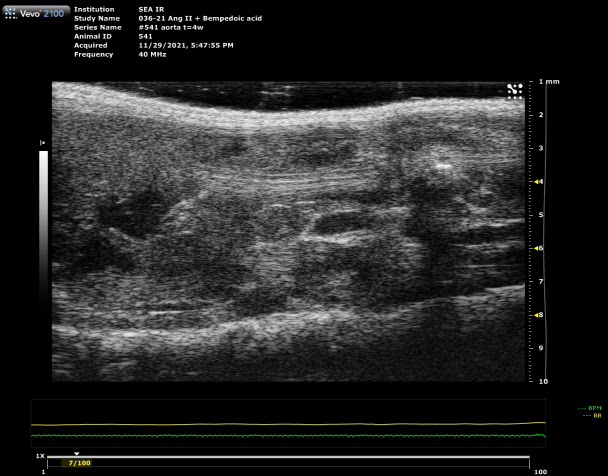 Vevo 2100
Institution SEA IR
Study Name 036-21 Ang II + Bempedoic acid
Series Name #541 aorta t=4w
Animal ID 541
Acquired 11/29/2021, 5:47:55 PM
Frequency 40 MHz
1 mm
2
3
4
5
6
7
8
9
10
BPM
RR
1X
7/100
1 100